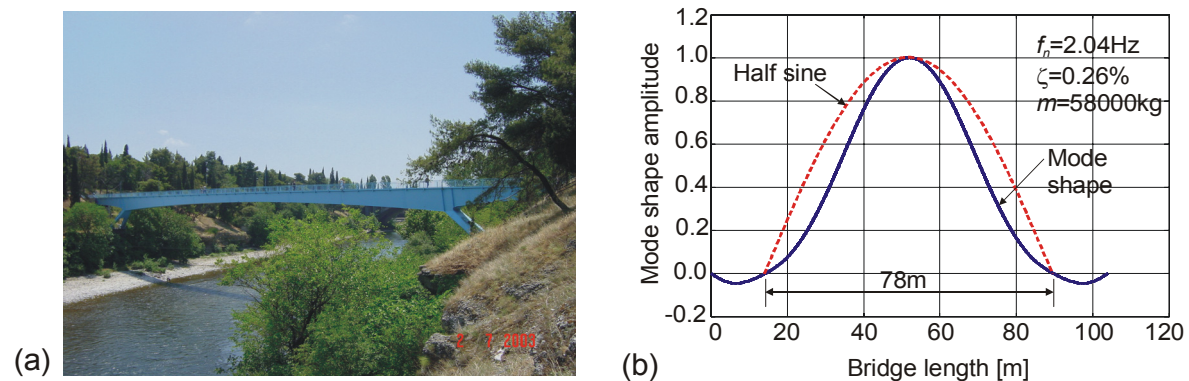 (a)
2 7 2003
(b)
Mode shape amplitude
1.2
1.0
0.8
0.6
0.4
0.2
0.0
-0.2
Half sine
fn=2.04Hz
ζ=0.26%
m=58000kg
Mode
shape
78m
0 20 40 60 80 100 120
Bridge length [m]